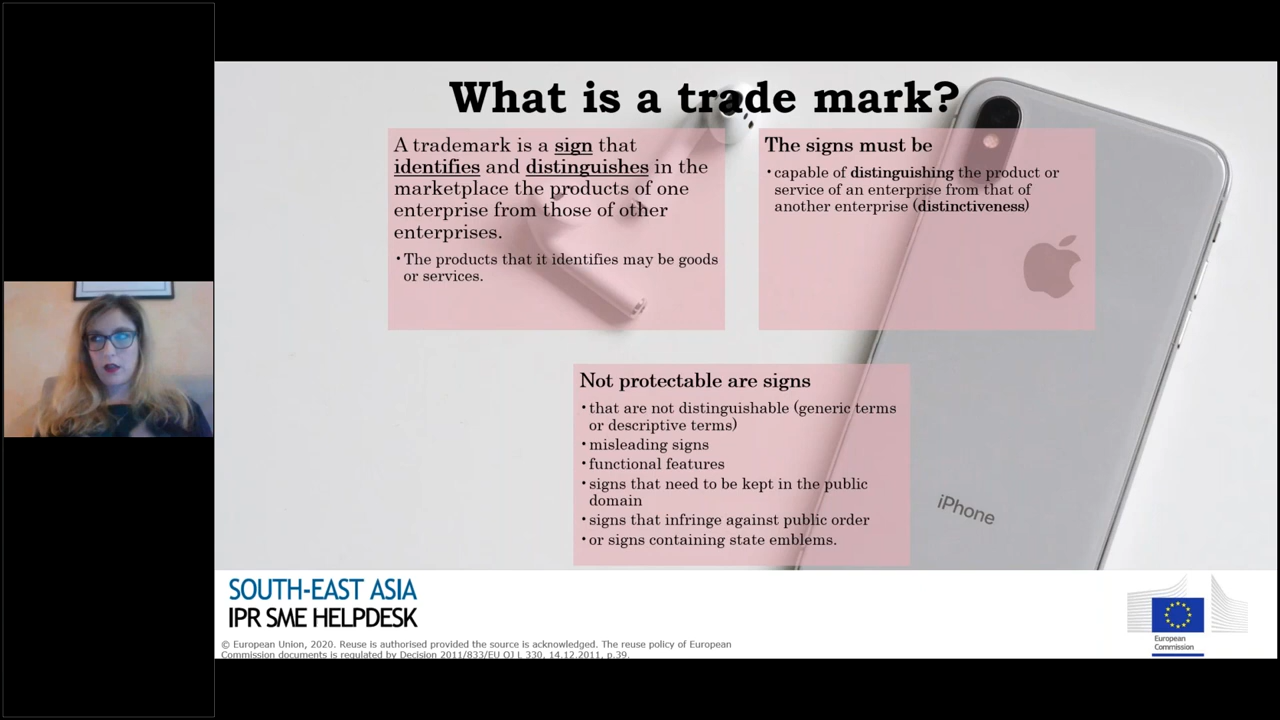 What is a trade mark?
A trademark is a sign that
identifies and distinguishes in the
marketplace the products of one
enterprise from those of other
enterprises.
• The products that it identifies may be goods
or services.
The signs must be
• capable of distinguishing the product or
service of an enterprise from that of
another enterprise (distinctiveness)
Not protectable are signs
• that are not distinguishable (generic terms
or descriptive terms)
• misleading signs
• functional features
• signs that need to be kept in the public
domain
• signs that infringe against public order
• or signs containing state emblems.
iPhone
SOUTH-EAST ASIA
IPR SME HELPDESK
© European Union, 2020. Reuse is authorised provided the source is acknowledged. The reuse policy of European
Commission documents is regulated by Decision 2011/833/EU OJ L 330, 14.12.2011, p.39.
European
Commission